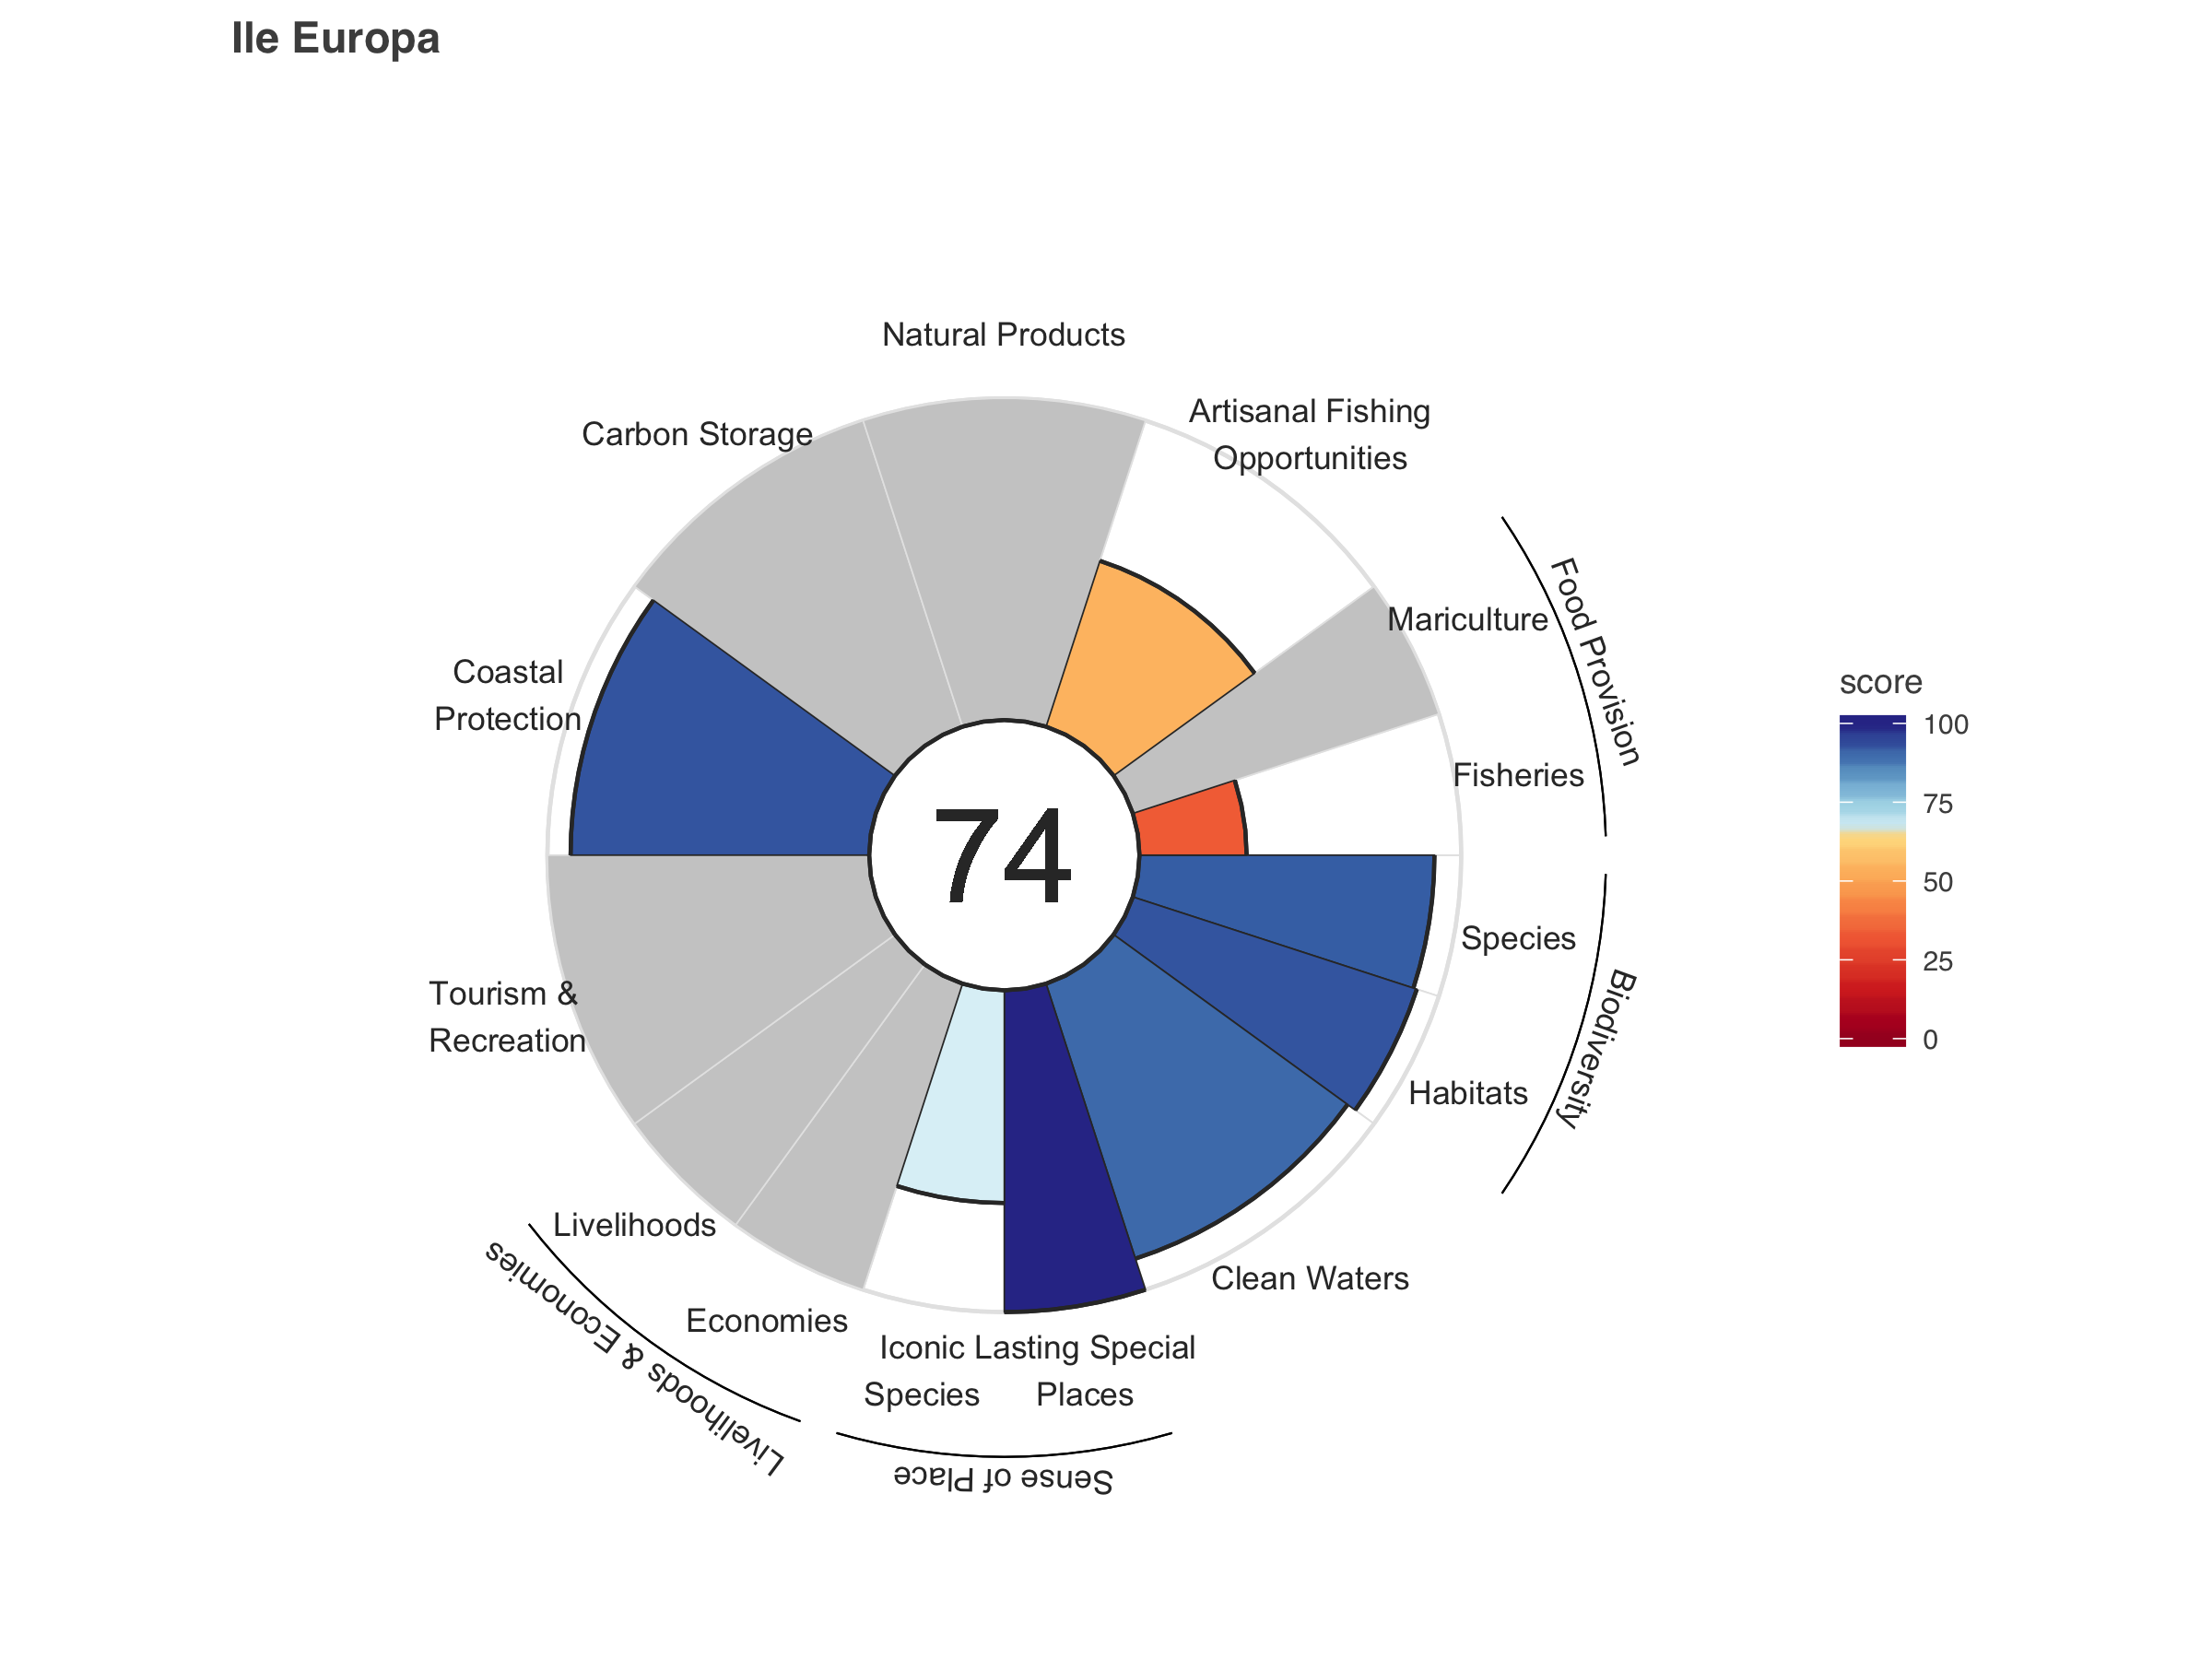 Ile Europa
Natural Products
Artisanal Fishing
Opportunities
Carbon Storage
Mariculture
Food Provision
Fisheries
Coastal
Protection
74
Species
Biodiversity
Habitats
Tourism &
Recreation
Livelihoods
Economies
Livelihoods & Economies
Clean Waters
Iconic
Species
Lasting Special
Places
Sense of Place
score
100
75
50
25
0